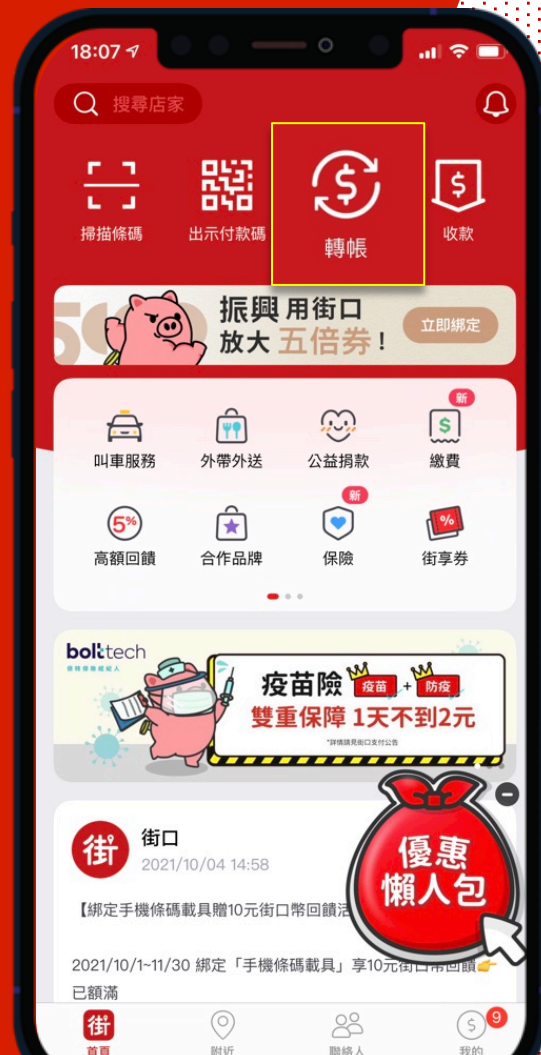 18:07
搜尋店家
掃描條碼
出示付款碼
轉帳
收款
振興用街口
放大五倍券!
立即綁定
新
叫車服務
外帶外送
公益捐款
繳費
新
5%
高額回饋
合作品牌
保險
街享券
bolttech
疫苗險 疫苗 + 防疫
雙重保障 1天不到2元
*詳情請見街口支付公告
街
街口
2021/10/04 14:58
優惠
懶人包
【綁定手機條碼載具贈10元街口幣回饋活
2021/10/1~11/30 綁定「手機條碼載具」享10元街口幣回饋👉
已額滿
街
9
首頁
附近
聯絡人
我的